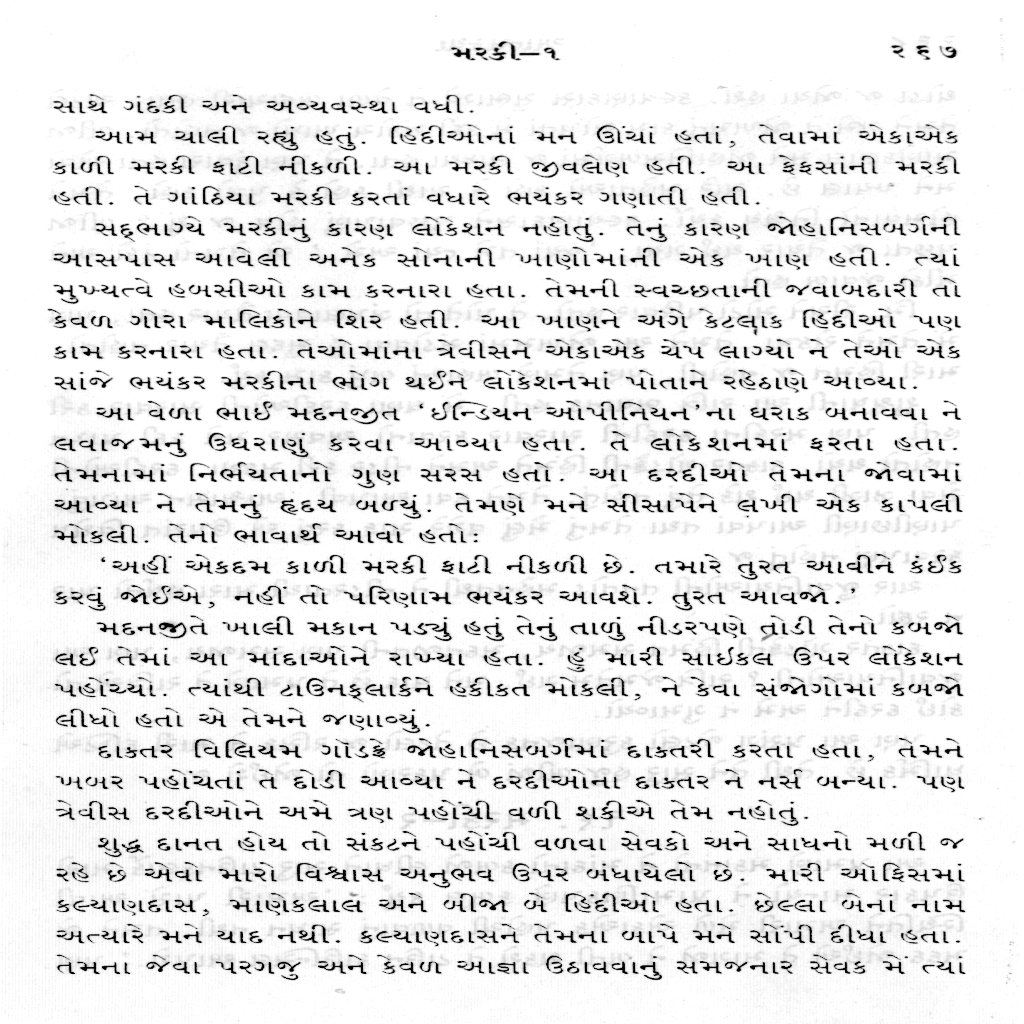 મરકી—૧ ૨૬૭
સાથે ગંદકી અને અવ્યવસ્થા વધી.
આમ ચાલી રહ્યું હતું. હિંદીઓનાં મન ઊંચાં હતાં, તેવામાં એકાએક
કાળી મરકી ફાટી નીકળી. આ મરકી જીવલેણ હતી. આ ફેફસાંની મરકી
હતી. તે ગાંઠિયા મરકી કરતાં વધારે ભયંકર ગણાતી હતી.
સદ્ભાગ્યે મરકીનું કારણ લોકેશન નહોતું. તેનું કારણ જોહાનિસબર્ગની
આસપાસ આવેલી અનેક સોનાની ખાણોમાંની એક ખાણ હતી. ત્યાં
મુખ્યત્વે હબસીઓ કામ કરનારા હતા. તેમની સ્વચ્છતાની જવાબદારી તો
કેવળ ગોરા માલિકોને શિર હતી. આ ખાણને અંગે કેટલાક હિંદીઓ પણ
કામ કરનારા હતા. તેઓમાંના ત્રેવીસને એકાએક ચેપ લાગ્યો ને તેઓ એક
સાંજે ભયંકર મરકીના ભોગ થઈને લોકેશનમાં પોતાને રહેઠાણે આવ્યા.
આ વેળા ભાઈ મદનજીત ‘ઇન્ડિયન ઓપીનિયન’ના ઘરાક બનાવવા ને
લવાજમનું ઉઘરાણું કરવા આવ્યા હતા. તે લોકેશનમાં ફરતા હતા.
તેમનામાં નિર્ભયતાનો ગુણ સરસ હતો. આ દરદીઓ તેમના જોવામાં
આવ્યા ને તેમનું હૃદય બળ્યું. તેમણે મને સીસાપેને લખી એક કાપલી
મોકલી. તેનો ભાવાર્થ આવો હતો:
‘અહીં એકદમ કાળી મરકી ફાટી નીકળી છે. તમારે તુરત આવીને કંઈક
કરવું જોઈએ, નહીં તો પરિણામ ભયંકર આવશે. તુરત આવજો.’
મદનજીતે ખાલી મકાન પડ્યું હતું તેનું તાળું નીડરપણે તોડી તેનો કબજો
લઈ તેમાં આ માંદાઓને રાખ્યા હતા. હું મારી સાઇકલ ઉપર લોકેશન
પહોંચ્યો. ત્યાંથી ટાઉનક્લાર્કને હકીકત મોકલી, ને કેવા સંજોગોમાં કબજો
લીધો હતો એ તેમને જણાવ્યું.
દાક્તર વિલિયમ ગૉડફ્રે જોહાનિસબર્ગમાં દાક્તરી કરતા હતા, તેમને
ખબર પહોંચતાં તે દોડી આવ્યા ને દરદીઓના દાક્તર ને નર્સ બન્યા. પણ
ત્રેવીસ દરદીઓને અમે ત્રણ પહોંચી વળી શકીએ તેમ નહોતું.
શુદ્ધ દાનત હોય તો સંકટને પહોંચી વળવા સેવકો અને સાધનો મળી જ
રહે છે એવો મારો વિશ્વાસ અનુભવ ઉપર બંધાયેલો છે. મારી ઑફિસમાં
કલ્યાણદાસ, માણેકલાલ અને બીજા બે હિંદીઓ હતા. છેલ્લા બેનાં નામ
અત્યારે મને યાદ નથી. કલ્યાણદાસને તેમના બાપે મને સોંપી દીધા હતા.
તેમના જેવા પરગજુ અને કેવળ આજ્ઞા ઉઠાવવાનું સમજનાર સેવક મેં ત્યાં